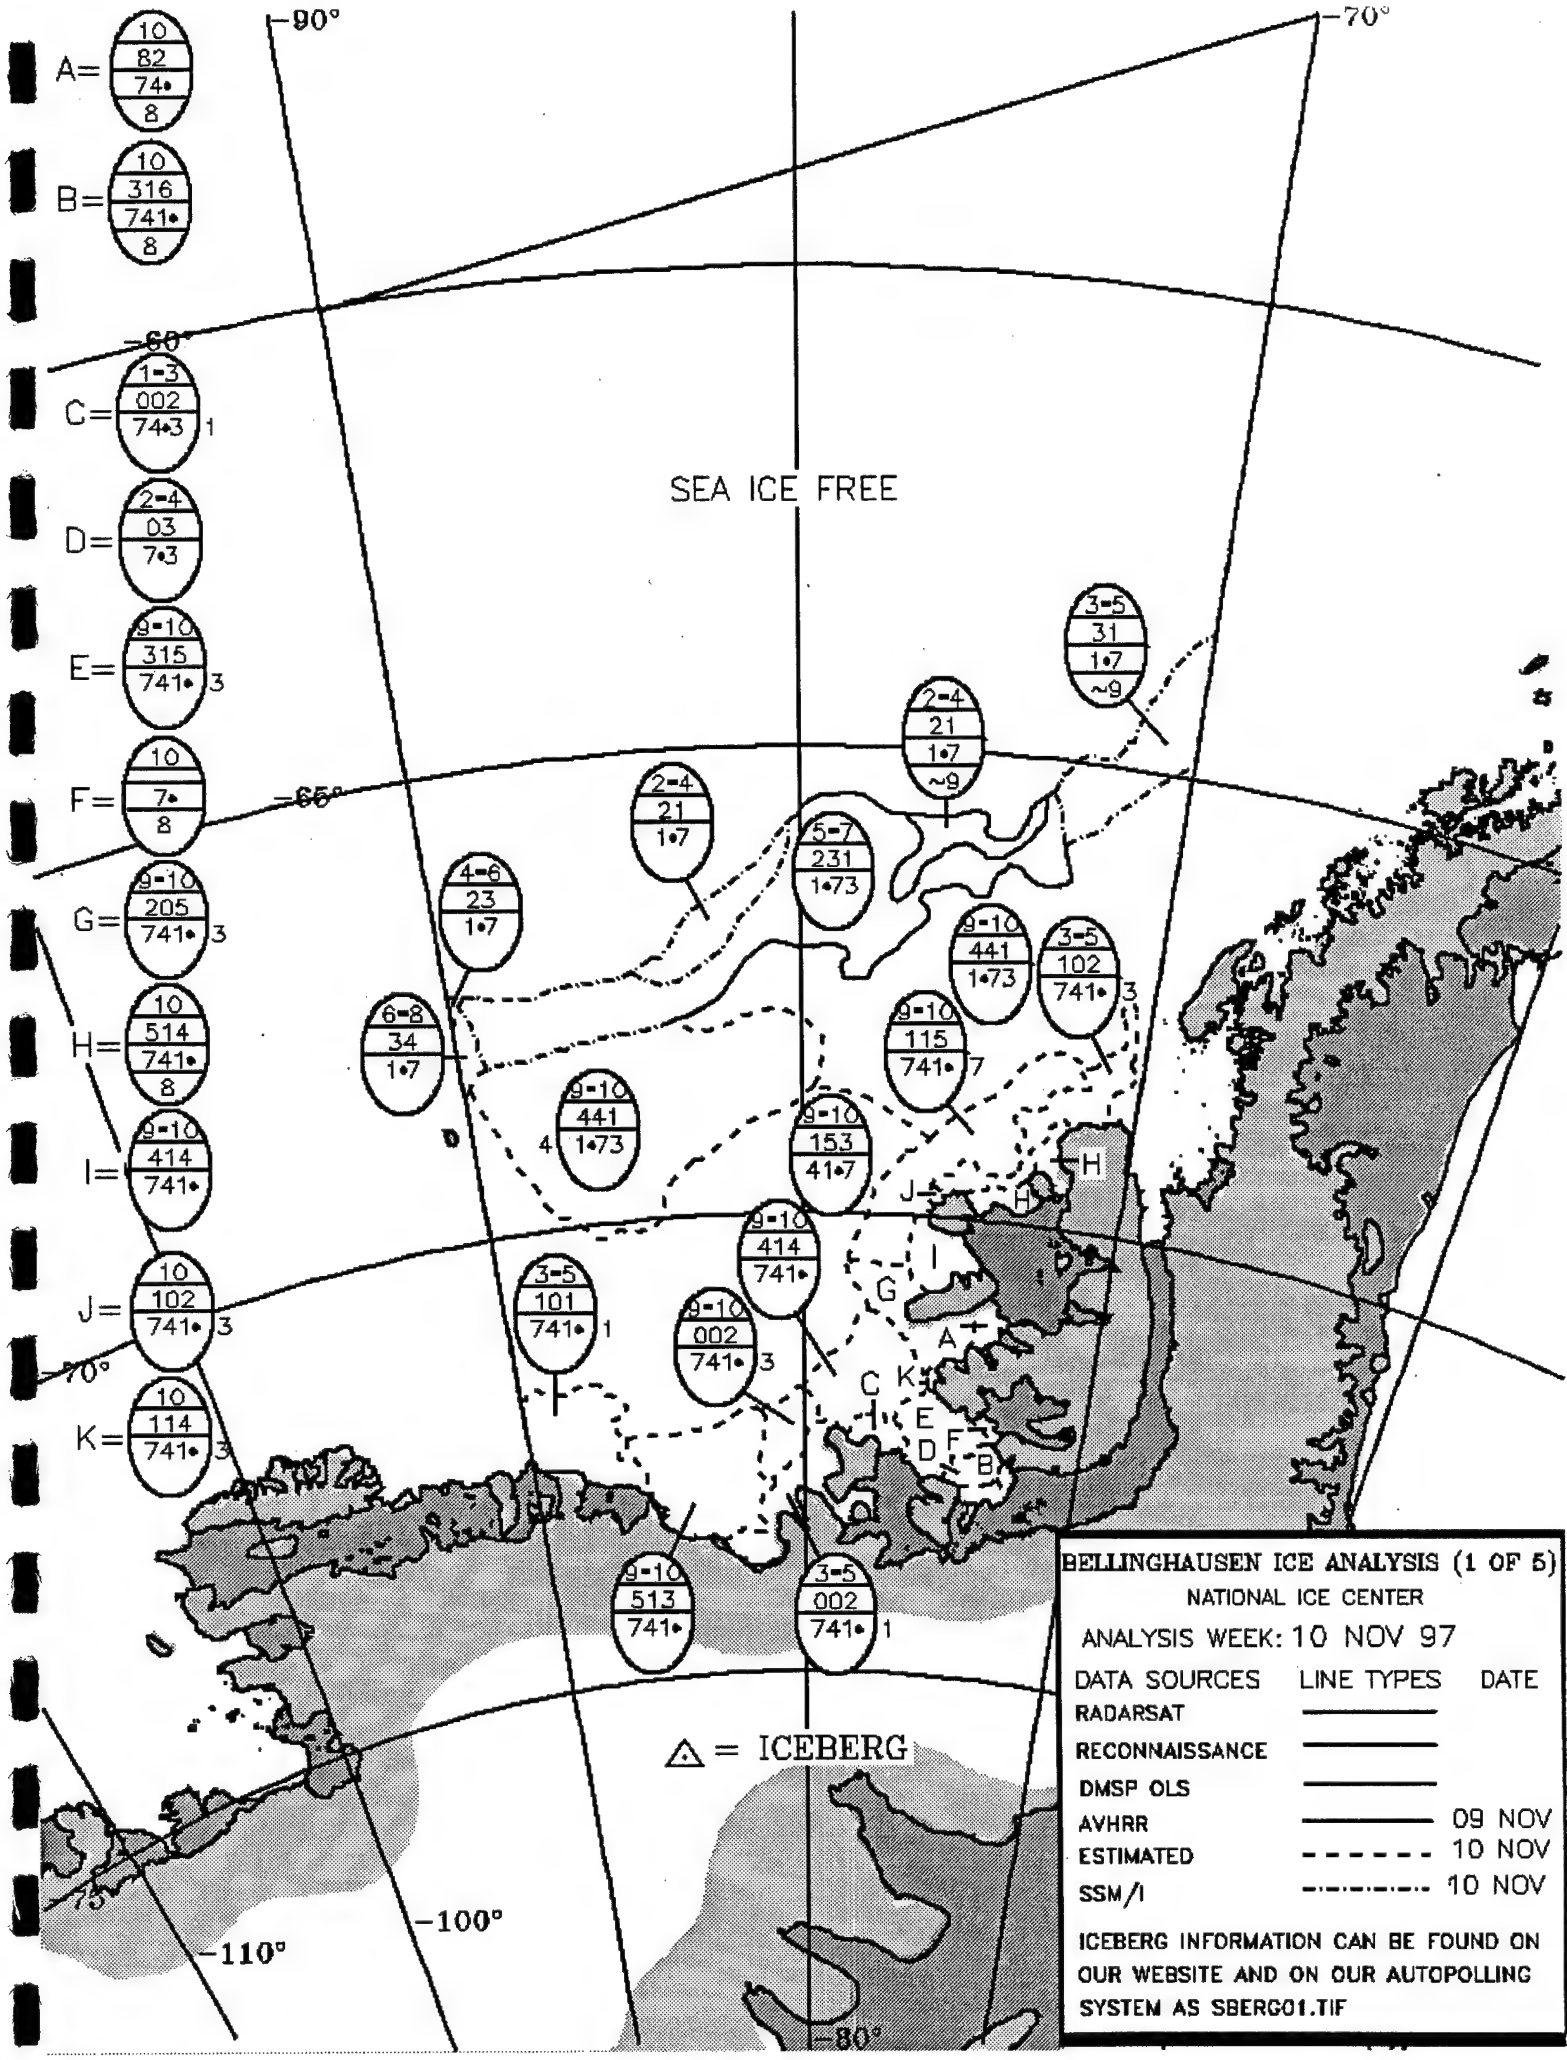 -90°
-70°
A=
10
82
74•
8
B=
10
316
741•
8
-60°
C=
1-3
002
74•3 1
D=
2-4
03
7•3
E=
9-10
315
741• 3
F=
10
7•
8
-65°
G=
9-10
205
741• 3
H=
10
514
741•
8
I=
9-10
414
741•
J=
10
102
741• 3
-70°
K=
10
114
741• 3
SEA ICE FREE
3-5
31
1•7
~9
2-4
21
1•7
~9
2-4
21
1•7
5-7
231
1•73
4-6
23
1•7
9-10
441
1•73
3-5
102
741• 3
6-8
34
1•7
9-10
115
741• 7
9-10
441
4 1•73
9-10
153
41•7
H
J
H
9-10
414
741•
I
G
3-5
101
741• 1
9-10
002
741• 3
A
K
C
E
D
F
B
9-10
513
741•
3-5
002
741• 1
△ = ICEBERG
-75°
-100°
-110°
-80°
BELLINGHAUSEN ICE ANALYSIS (1 OF 5)
NATIONAL ICE CENTER
ANALYSIS WEEK: 10 NOV 97
DATA SOURCES LINE TYPES DATE
RADARSAT
RECONNAISSANCE
DMSP OLS
AVHRR 09 NOV
ESTIMATED 10 NOV
SSM/I 10 NOV
ICEBERG INFORMATION CAN BE FOUND ON
OUR WEBSITE AND ON OUR AUTOPOLLING
SYSTEM AS SBERG01.TIF